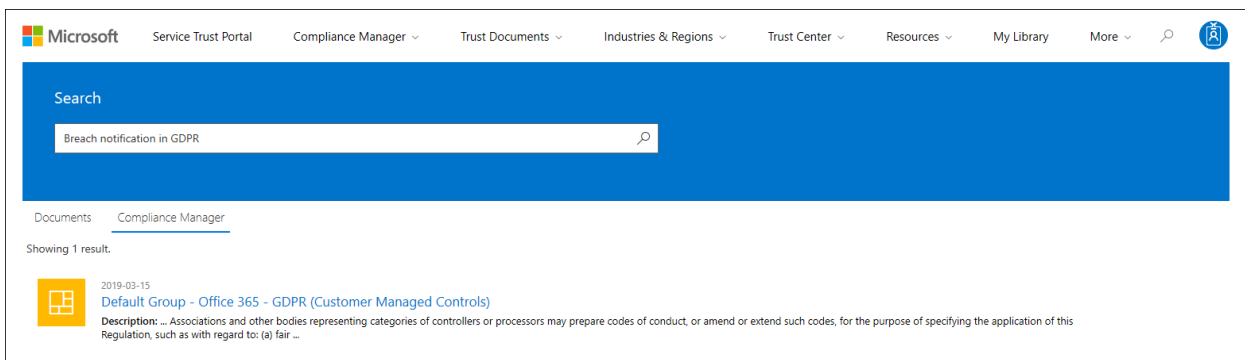 Microsoft Service Trust Portal Compliance Manager Trust Documents Industries & Regions Trust Center Resources My Library More
Search
Breach notification in GDPR
Documents Compliance Manager
Showing 1 result.
2019-03-15
Default Group - Office 365 - GDPR (Customer Managed Controls)
Description: ... Associations and other bodies representing categories of controllers or processors may prepare codes of conduct, or amend or extend such codes, for the purpose of specifying the application of this
Regulation, such as with regard to: (a) fair ...